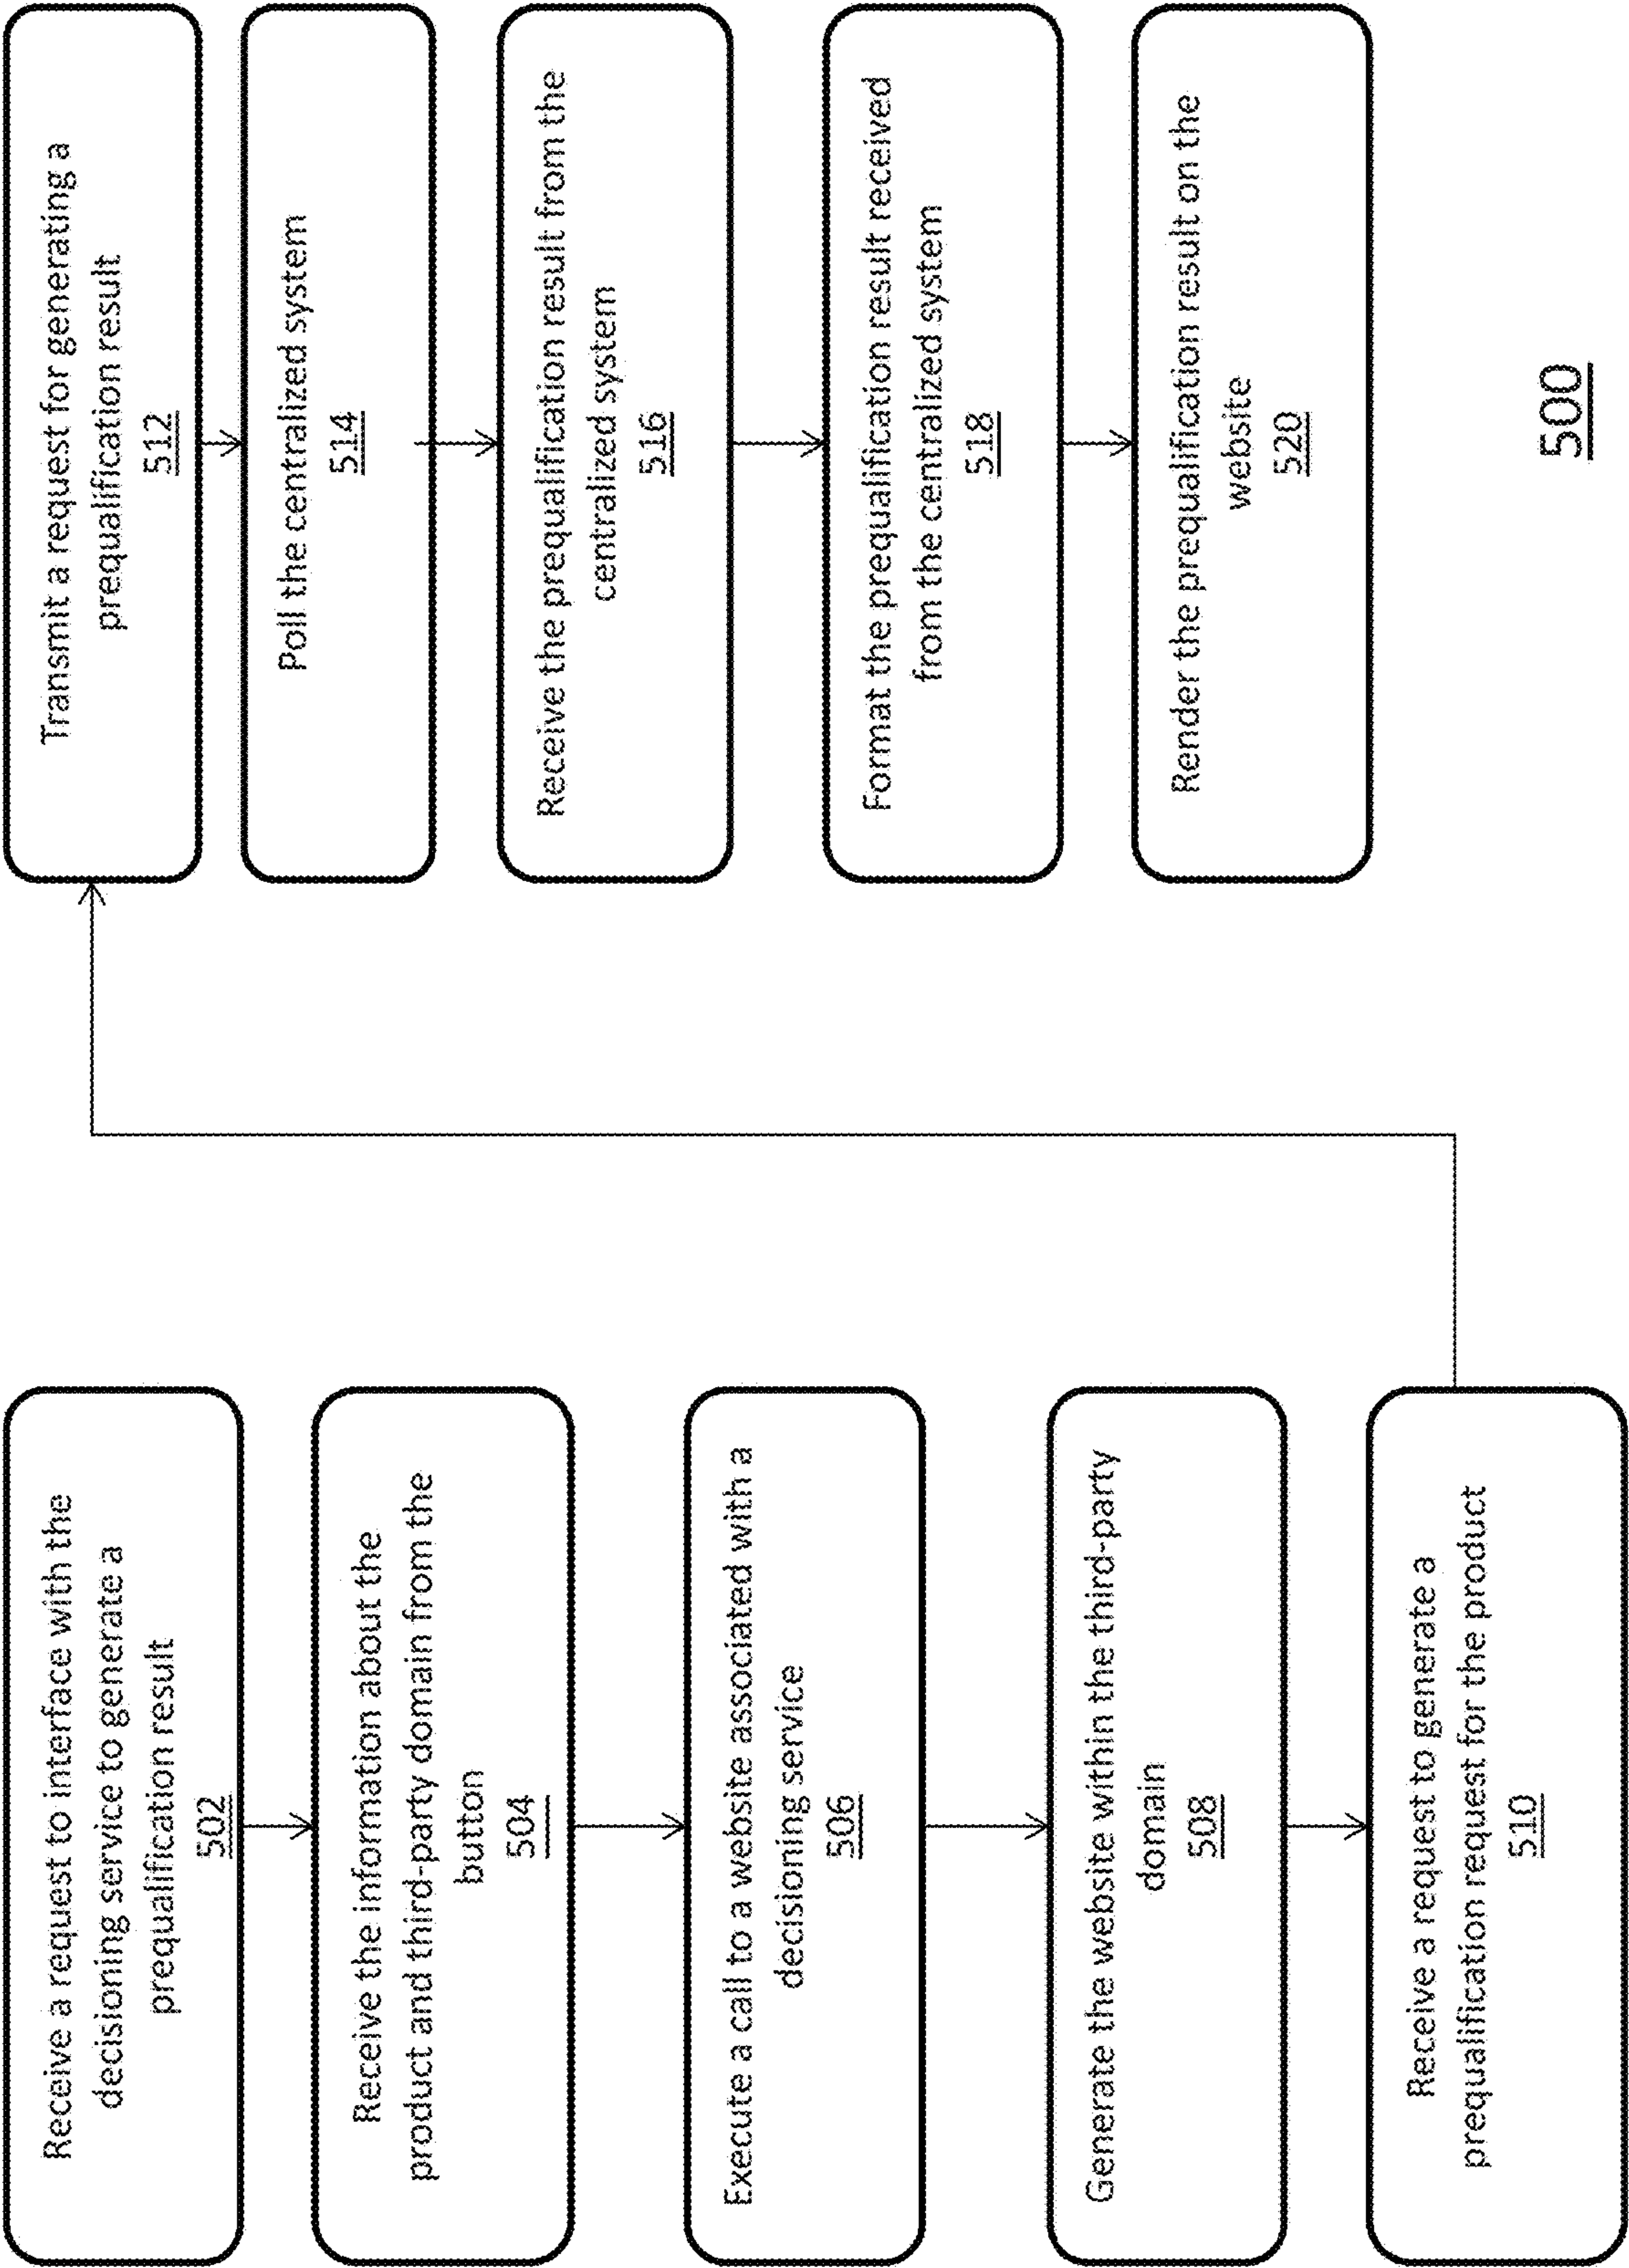 Receive a request to interface with the
decisioning service to generate a
prequalification result
502
Receive the information about the
product and third-party domain from the
button
504
Execute a call to a website associated with a
decisioning service
506
Generate the website within the third-party
domain
508
Receive a request to generate a
prequalification request for the product
510
Transmit a request for generating a
prequalification result
512
Poll the centralized system
514
Receive the prequalification result from the
centralized system
516
Format the prequalification result received
from the centralized system
518
Render the prequalification result on the
website
520
500